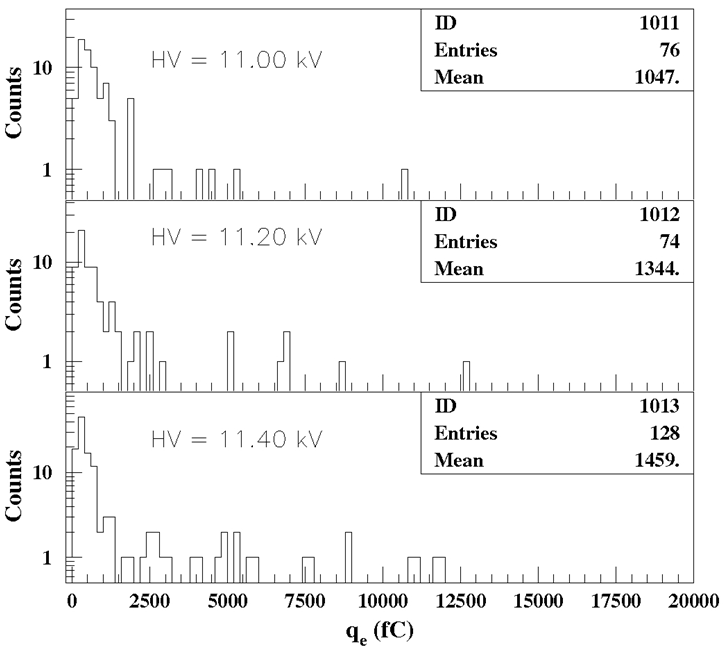 Counts
10
1
HV = 11.00 kV
ID 1011
Entries 76
Mean 1047.
Counts
10
1
HV = 11.20 kV
ID 1012
Entries 74
Mean 1344.
Counts
10
1
HV = 11.40 kV
ID 1013
Entries 128
Mean 1459.
0 2500 5000 7500 10000 12500 15000 17500 20000
qe (fC)